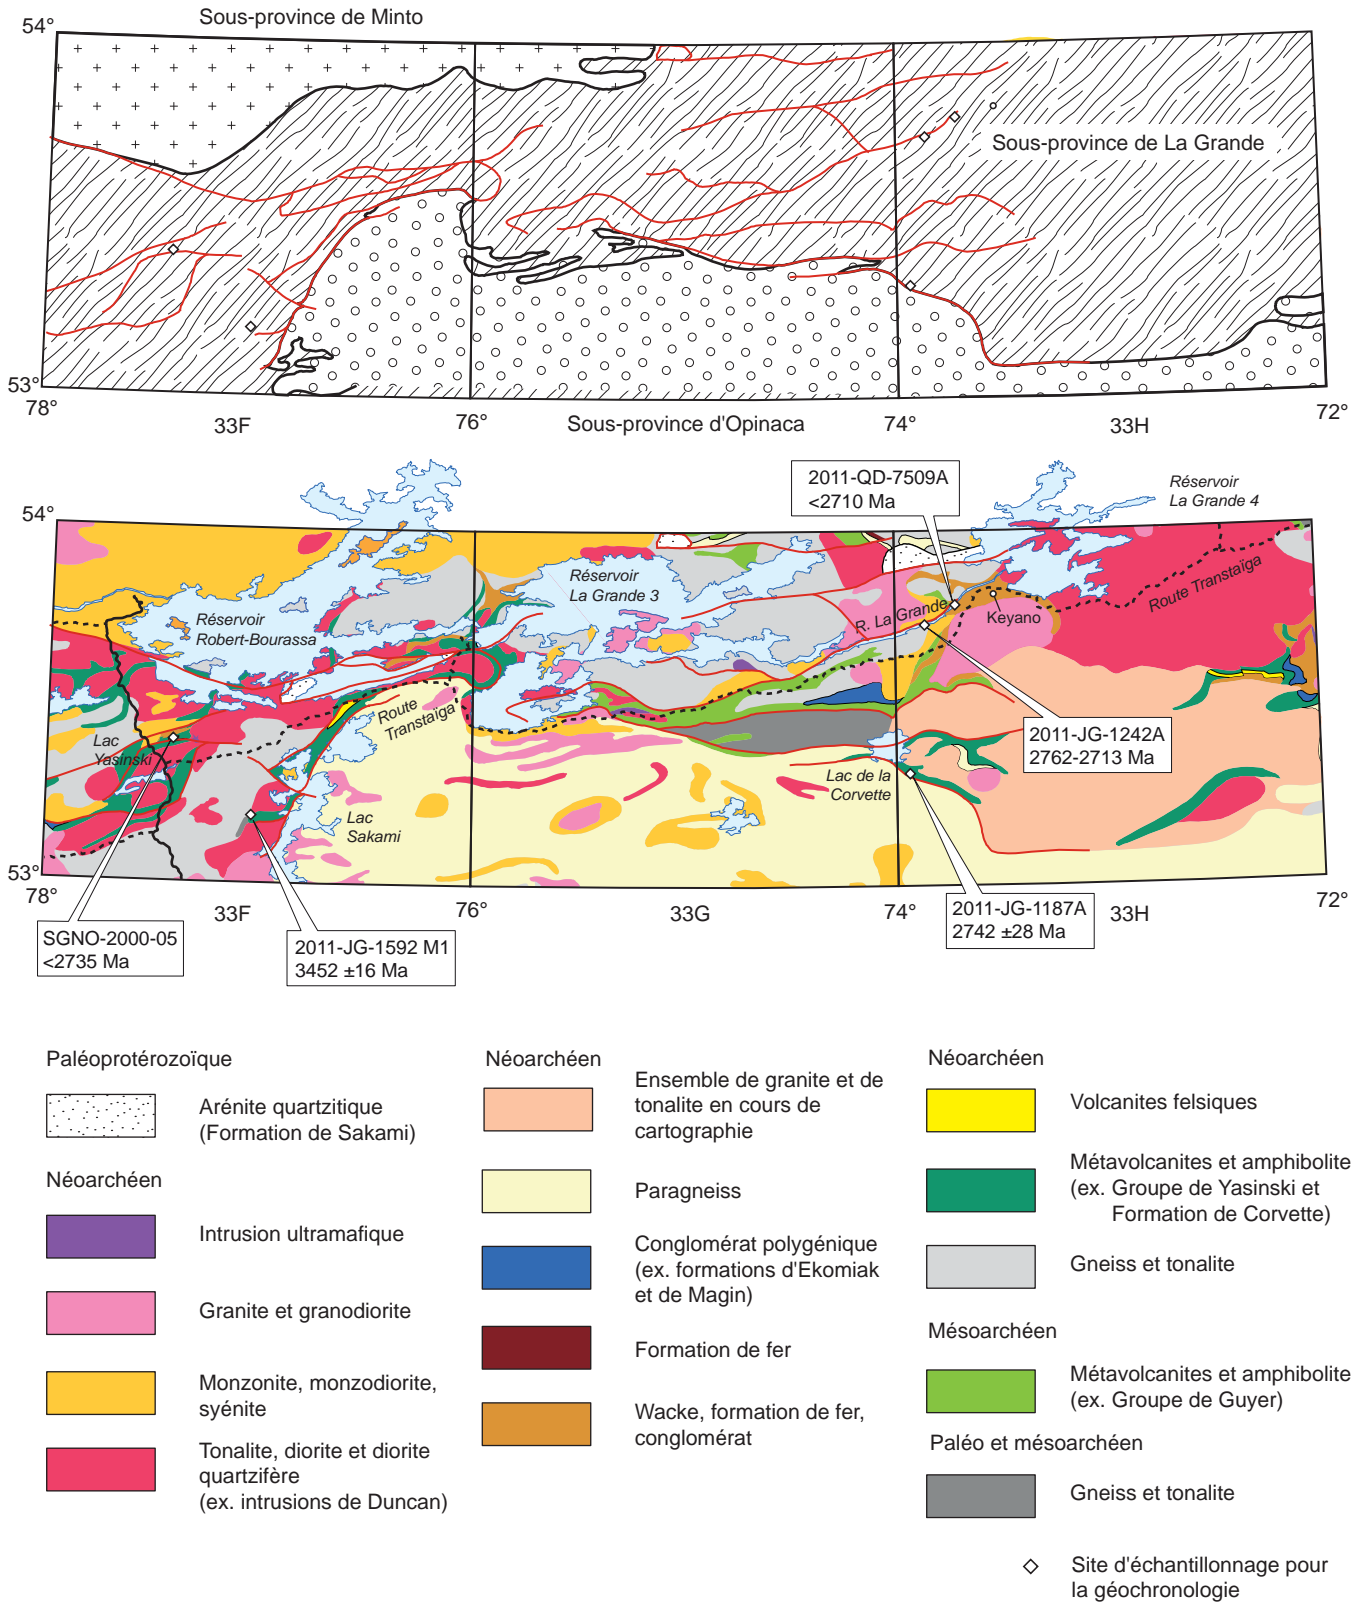 Sous-province de Minto
54°
Sous-province de La Grande
53°
78°
33F
76°
Sous-province d'Opinaca
74°
33H
72°
2011-QD-7509A
<2710 Ma
Réservoir
La Grande 4
54°
Réservoir
La Grande 3
Route Transtaïga
Réservoir
Robert-Bourassa
R. La Grande
Keyano
Route
Transtaïga
Lac
Yasinski
2011-JG-1242A
2762-2713 Ma
Lac de la
Corvette
Lac
Sakami
53°
78°
33F
76°
33G
74°
33H
72°
SGNO-2000-05
<2735 Ma
2011-JG-1592 M1
3452 ±16 Ma
2011-JG-1187A
2742 ±28 Ma
Paléoprotérozoïque
Arénite quartzitique
(Formation de Sakami)
Néoarchéen
Intrusion ultramafique
Granite et granodiorite
Monzonite, monzodiorite,
syénite
Tonalite, diorite et diorite
quartzifère
(ex. intrusions de Duncan)
Néoarchéen
Ensemble de granite et de
tonalite en cours de
cartographie
Paragneiss
Conglomérat polygénique
(ex. formations d'Ekomiak
et de Magin)
Formation de fer
Wacke, formation de fer,
conglomérat
Néoarchéen
Volcanites felsiques
Métavolcanites et amphibolite
(ex. Groupe de Yasinski et
Formation de Corvette)
Gneiss et tonalite
Mésoarchéen
Métavolcanites et amphibolite
(ex. Groupe de Guyer)
Paléo et mésoarchéen
Gneiss et tonalite
Site d'échantillonnage pour
la géochronologie